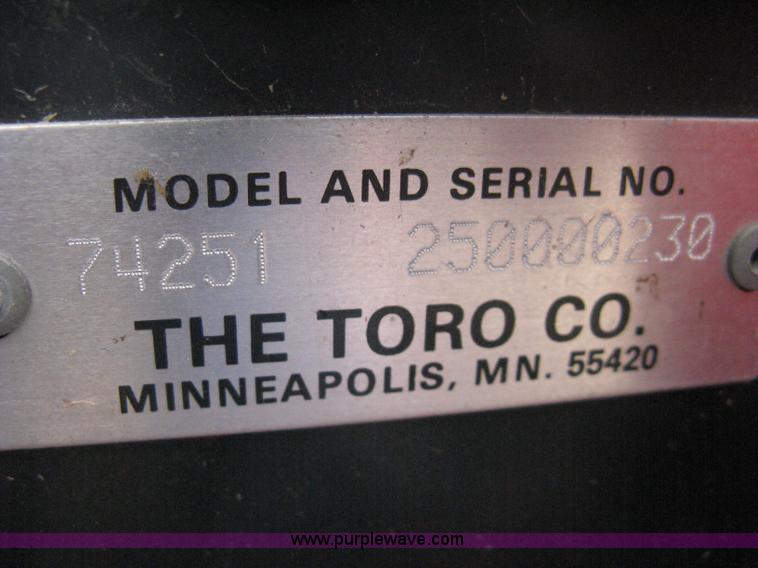 MODEL AND SERIAL NO.
74251 250000230
THE TORO CO.
MINNEAPOLIS, MN. 55420
www.purplewave.com